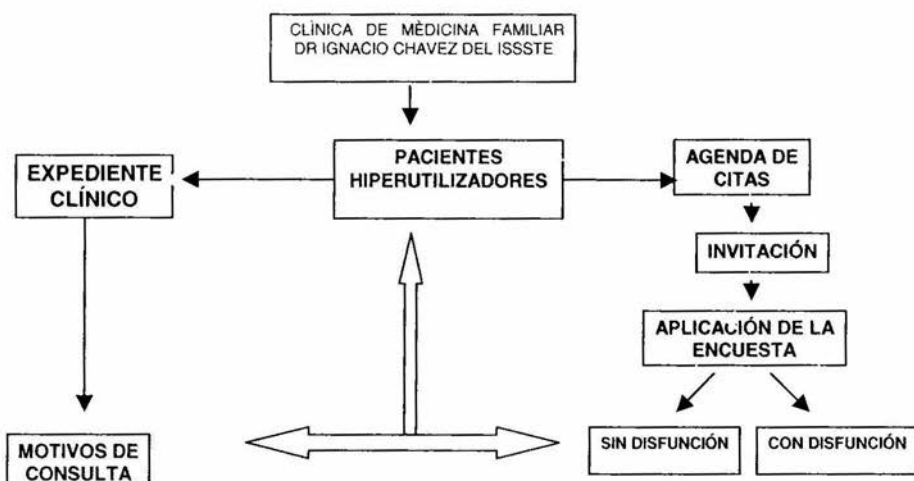 CLÌNICA DE MÈDICINA FAMILIAR
DR IGNACIO CHAVEZ DEL ISSSTE
PACIENTES
HIPERUTILIZADORES
EXPEDIENTE
CLÍNICO
AGENDA DE
CITAS
INVITACIÓN
APLICACIÓN DE LA
ENCUESTA
SIN DISFUNCIÓN
CON DISFUNCIÓN
MOTIVOS DE
CONSULTA